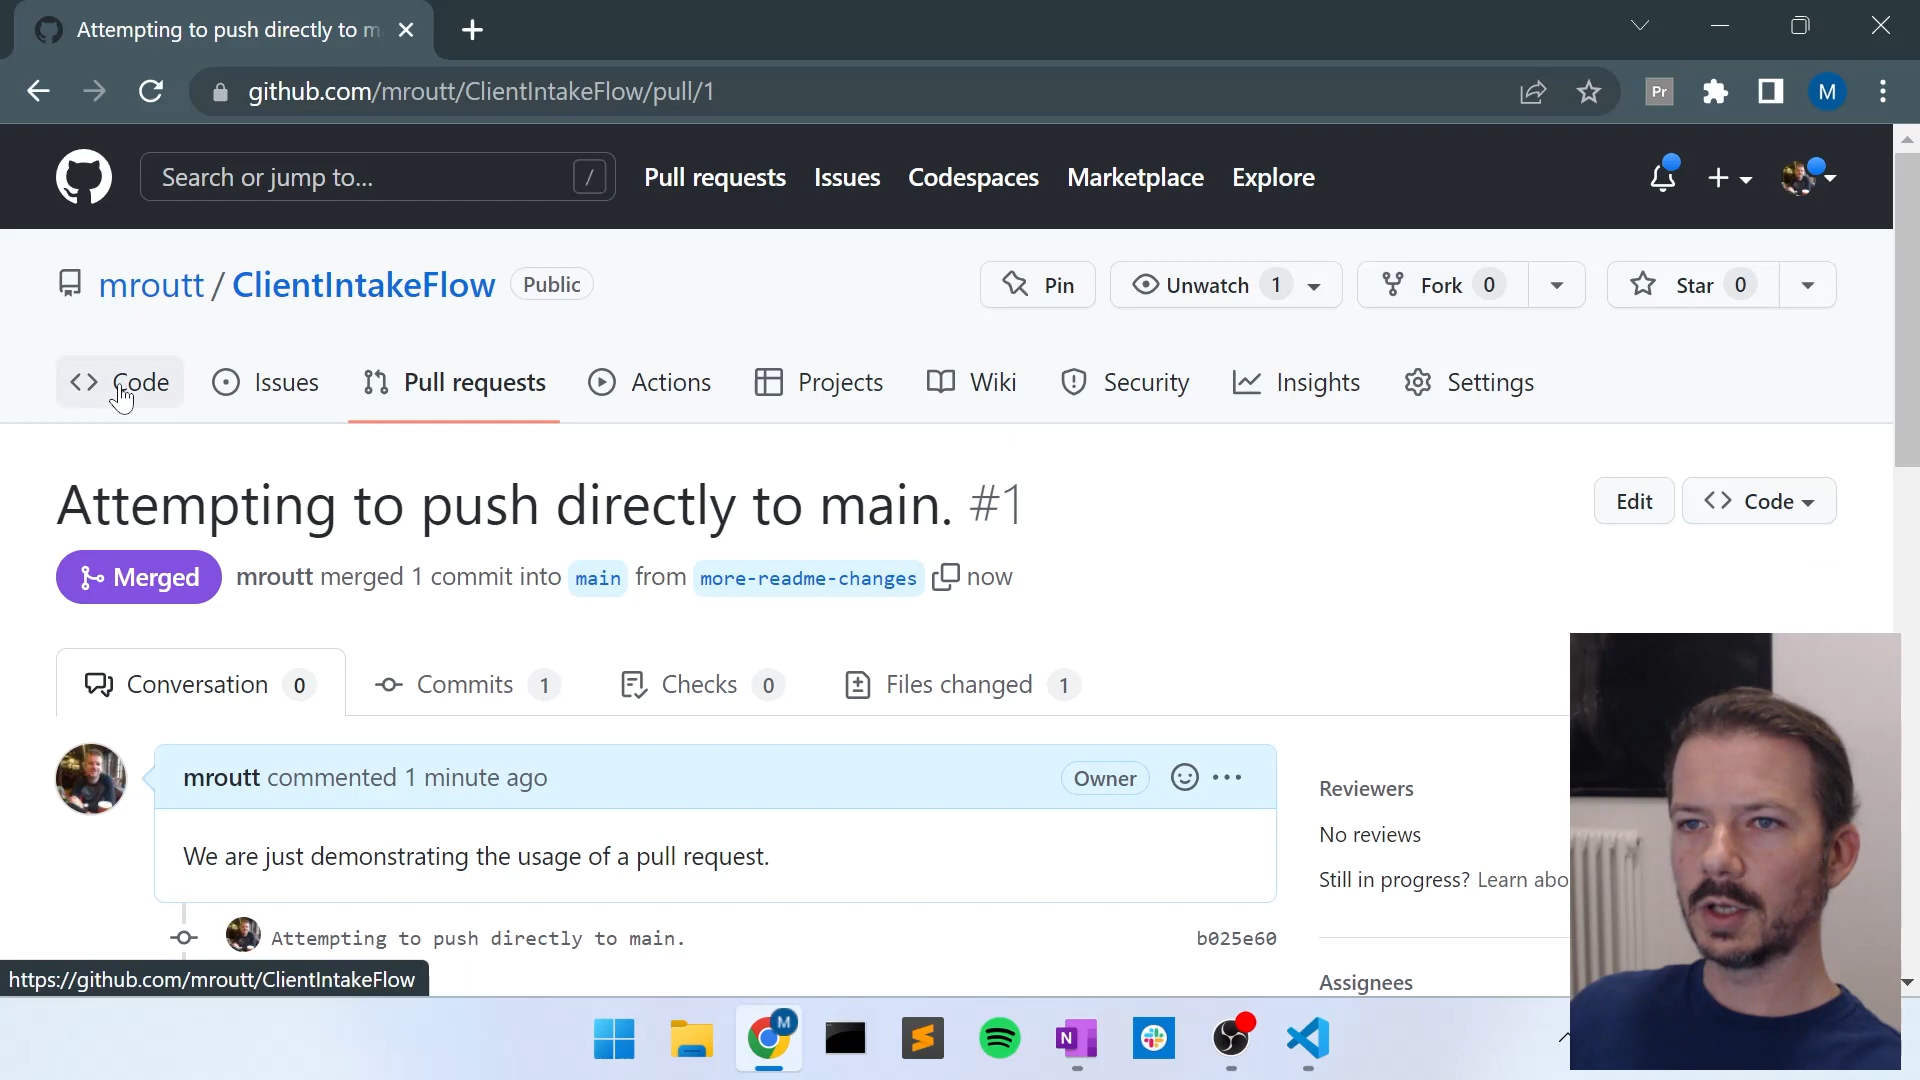 Attempting to push directly to m
github.com/mroutt/ClientIntakeFlow/pull/1
Pr
M
Search or jump to...
/
Pull requests
Issues
Codespaces
Marketplace
Explore
mroutt / ClientIntakeFlow
Public
Pin
Unwatch 1
Fork 0
Star 0
Code
Issues
Pull requests
Actions
Projects
Wiki
Security
Insights
Settings
Attempting to push directly to main. #1
Edit
Code
Merged
mroutt merged 1 commit into main from more-readme-changes now
Conversation 0
Commits 1
Checks 0
Files changed 1
mroutt commented 1 minute ago
Owner
We are just demonstrating the usage of a pull request.
Attempting to push directly to main.
b025e60
Reviewers
No reviews
Still in progress? Learn abo
Assignees
https://github.com/mroutt/ClientIntakeFlow
M
N